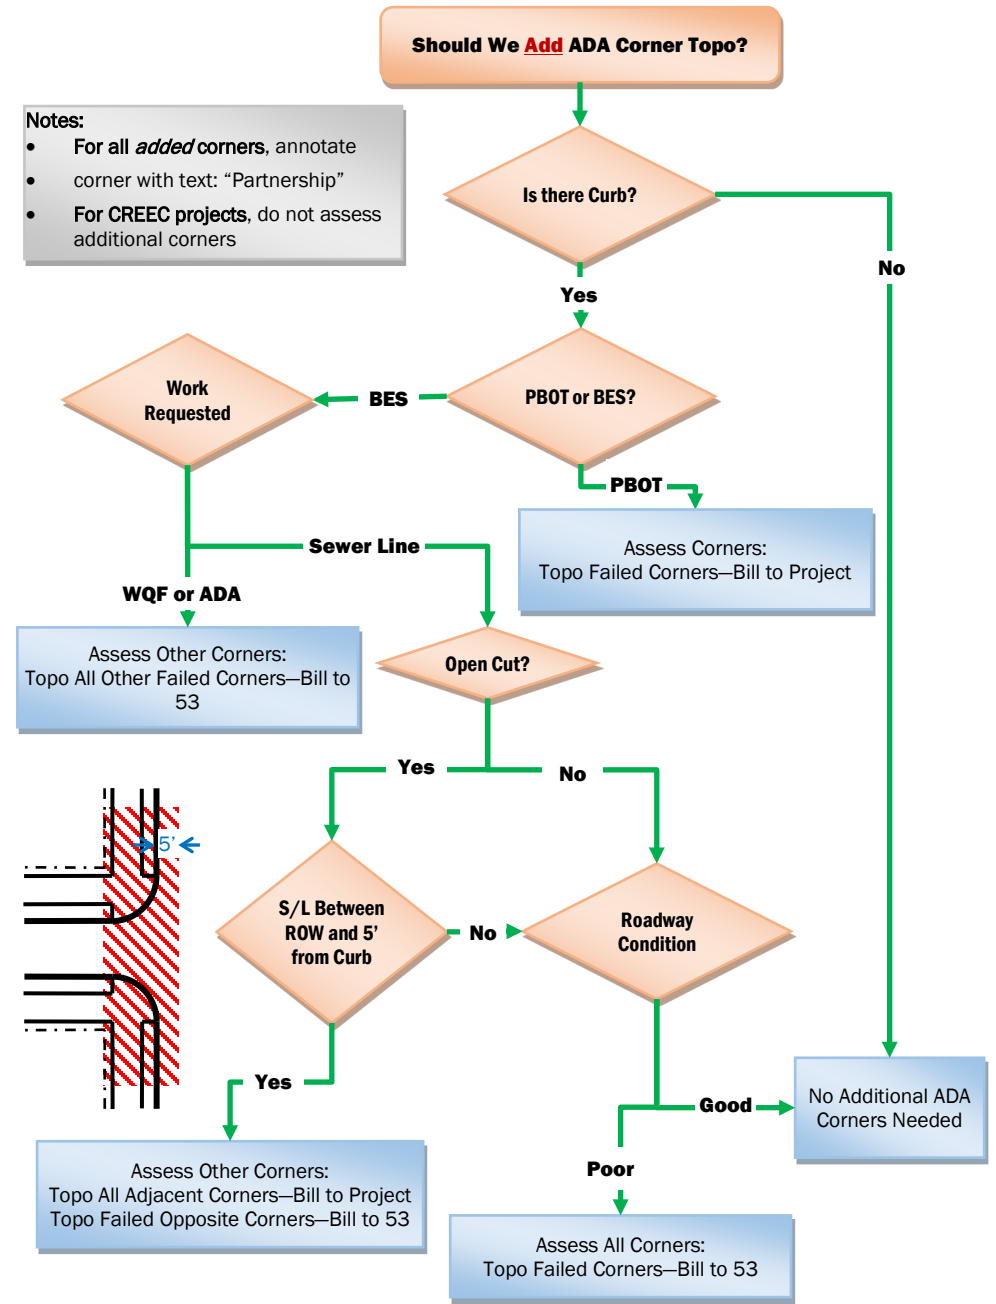 Should We Add ADA Corner Topo?
Notes:
• For all added corners, annotate
• corner with text: “Partnership”
• For CREEC projects, do not assess
additional corners
Is there Curb?
No
Yes
Work
Requested
BES
PBOT or BES?
PBOT
Assess Corners:
Topo Failed Corners—Bill to Project
Sewer Line
WQF or ADA
Assess Other Corners:
Topo All Other Failed Corners—Bill to
53
Open Cut?
Yes
No
5’
S/L Between
ROW and 5’
from Curb
No
Roadway
Condition
Yes
Good
No Additional ADA
Corners Needed
Poor
Assess Other Corners:
Topo All Adjacent Corners—Bill to Project
Topo Failed Opposite Corners—Bill to 53
Assess All Corners:
Topo Failed Corners—Bill to 53